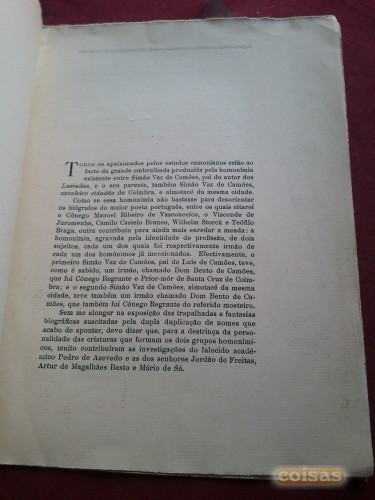 TODOS os apaixonados pelos estudos camonianos estão ao
facto da grande embrulhada produzida pela homonímia
existente entre Simão Vaz de Camões, pai do autor dos
Lusíadas, e o seu parente, também Simão Vaz de Camões,
cavaleiro cidadão de Coimbra, e almotacé da mesma cidade.
Como se essa homonímia não bastasse para desnortear
os biógrafos do maior poeta português, entre os quais citarei
o Cónego Manuel Ribeiro de Vasconcelos, o Visconde de
Juromenha, Camilo Castelo Branco, Wilhelm Storck e Teófilo
Braga, outra contribuíu para ainda mais enredar a meada: a
homonímia, agravada pela identidade de profissão, de dois
sujeitos, cada um dos quais foi respectivamente irmão de
cada um dos homónimos já mencionados. Efectivamente, o
primeiro Simão Vaz de Camões, pai de Luís de Camões, teve,
como é sabido, um irmão, chamado Dom Bento de Camões,
que foi Cónego Regrante e Prior-mór de Santa Cruz de Coim-
bra; e o segundo Simão Vaz de Camões, almotacé da mesma
cidade, teve também um irmão chamado Dom Bento de Ca-
mões, que também foi Cónego Regrante do referido mosteiro.
Sem me alongar na exposição das trapalhadas e fantasias
biográficas suscitadas pela dupla duplicação de nomes que
acabo de apontar, devo dizer que, para a destrinça da perso-
nalidade das criaturas que formam os dois grupos homoními-
cos, muito contribuíram as investigações do falecido acadé-
mico Pedro de Azevedo e as dos senhores Jordão de Freitas,
Artur de Magalhães Basto e Mário de Sá.
coisas